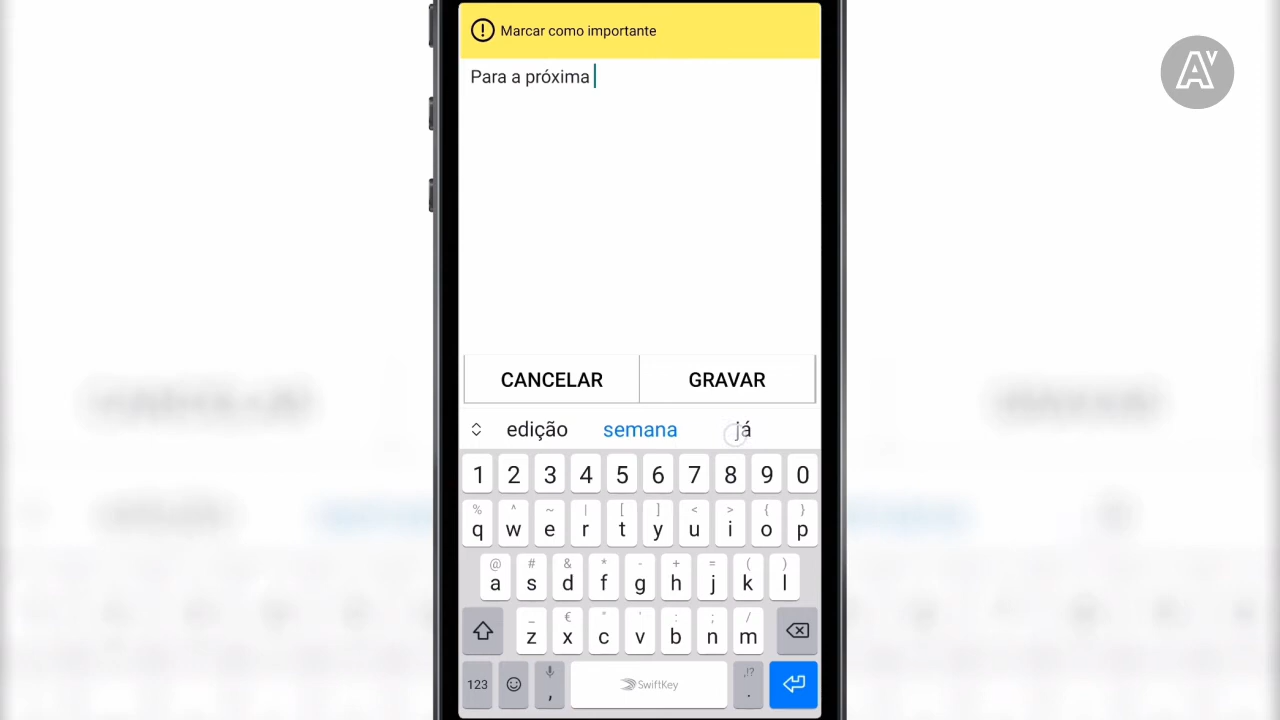 Marcar como importante
Para a próxima
CANCELAR GRAVAR
edição semana já
1 2 3 4 5 6 7 8 9 0
% ^ ~ | [ ] < > { }
q w e r t y u i o p
@ # & * - + = ( )
a s d f g h j k l
_ € " ' : ; /
z x c v b n m
123 , SwiftKey ,!? .
AV